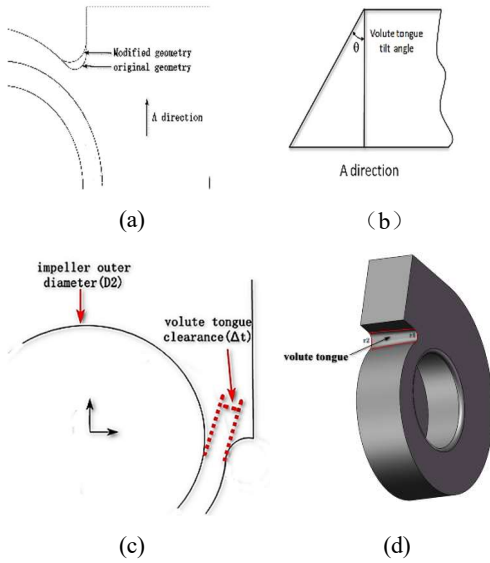 Modified geometry
original geometry
A direction
(a)
Volute tongue
tilt angle
θ
A direction
（b）
impeller outer
diameter(D2)
volute tongue
clearance(Δt)
(c)
volute tongue
(d)